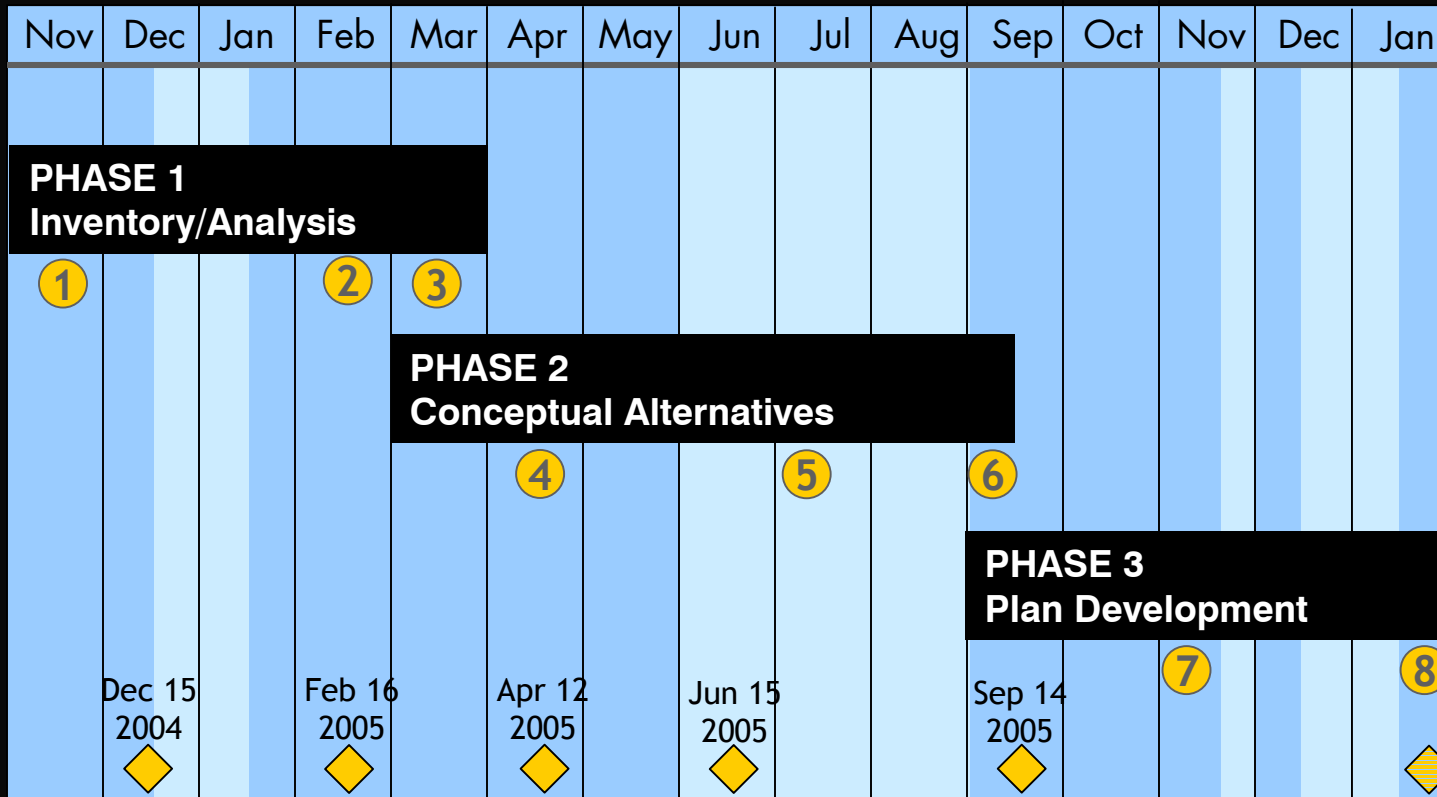 Nov Dec Jan Feb Mar Apr May Jun Jul Aug Sep Oct Nov Dec Jan
PHASE 1
Inventory/Analysis
1 2 3
PHASE 2
Conceptual Alternatives
4 5 6
PHASE 3
Plan Development
7 8
Dec 15 Feb 16 Apr 12 Jun 15 Sep 14
2004 2005 2005 2005 2005